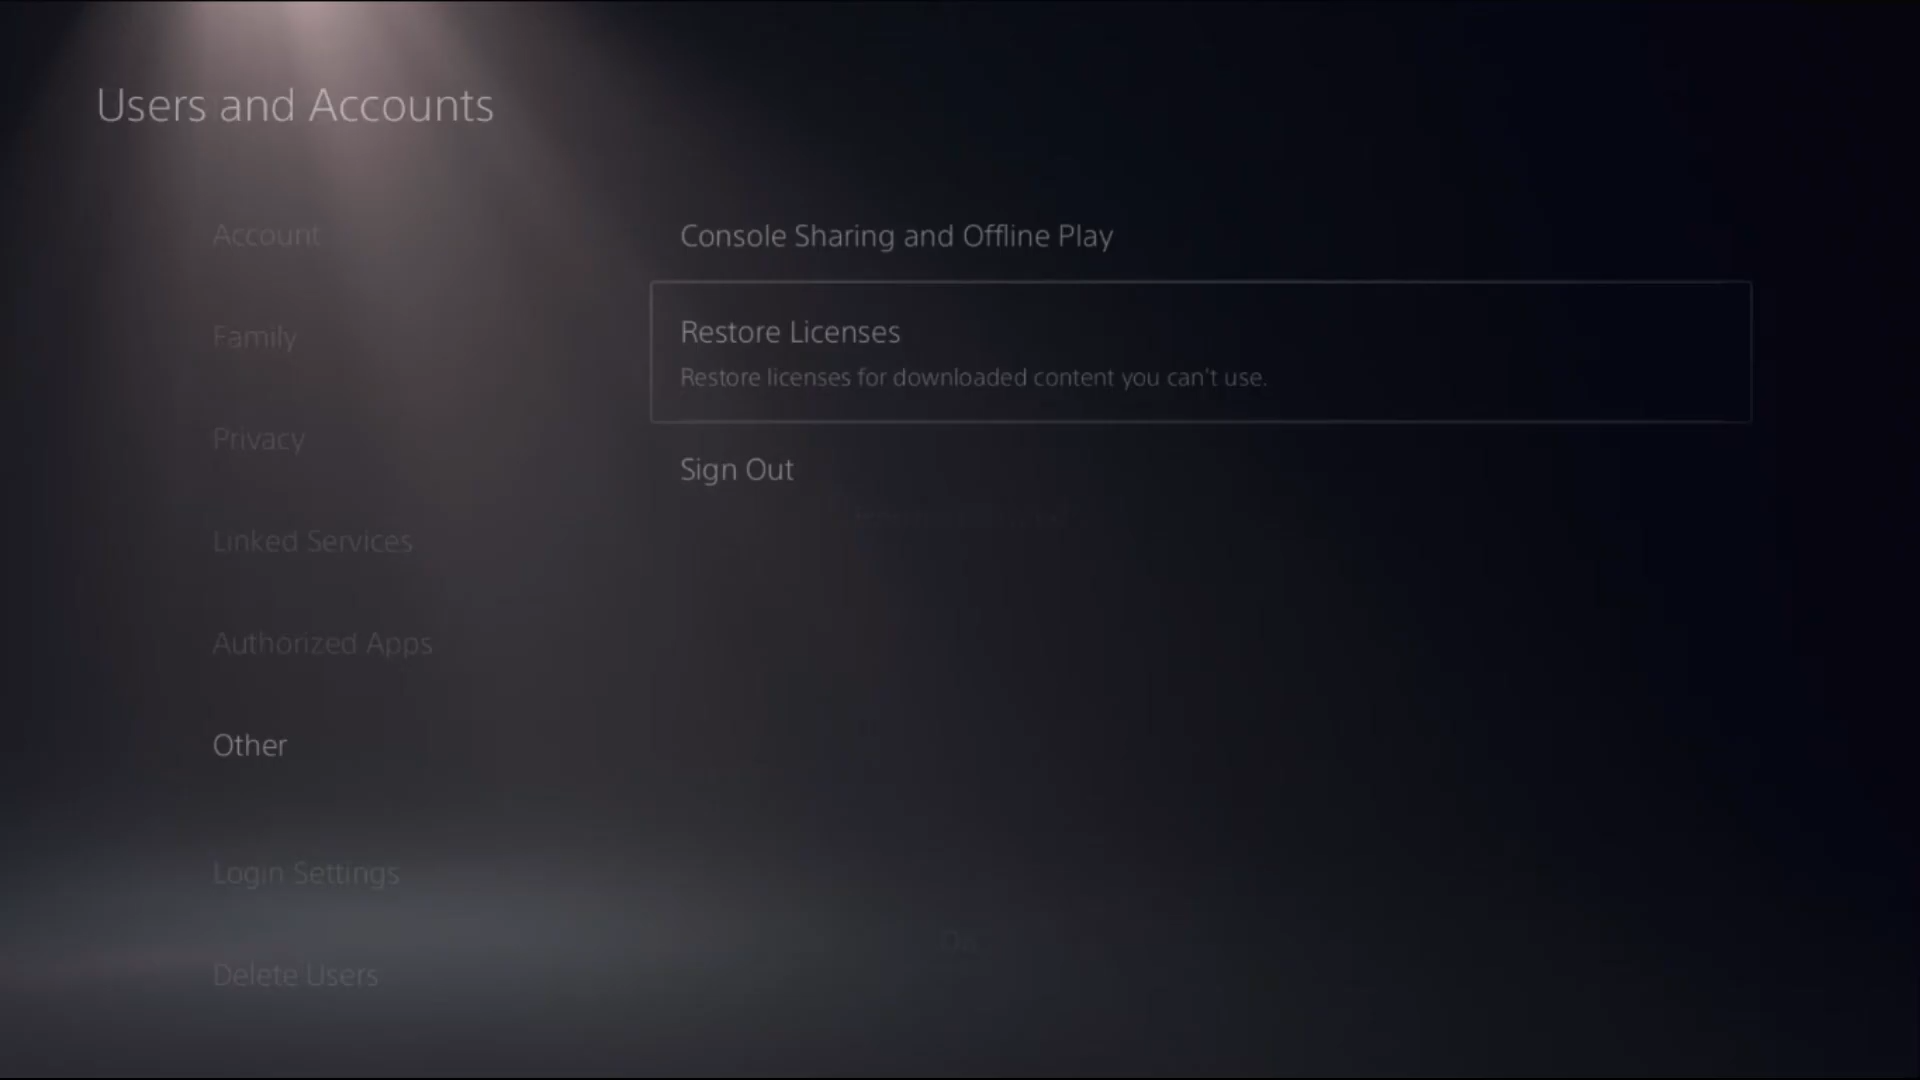 Users and Accounts
Account
Family
Privacy
Linked Services
Authorized Apps
Other
Login Settings
Delete Users
Console Sharing and Offline Play
Restore Licenses
Restore licenses for downloaded content you can't use.
Sign Out